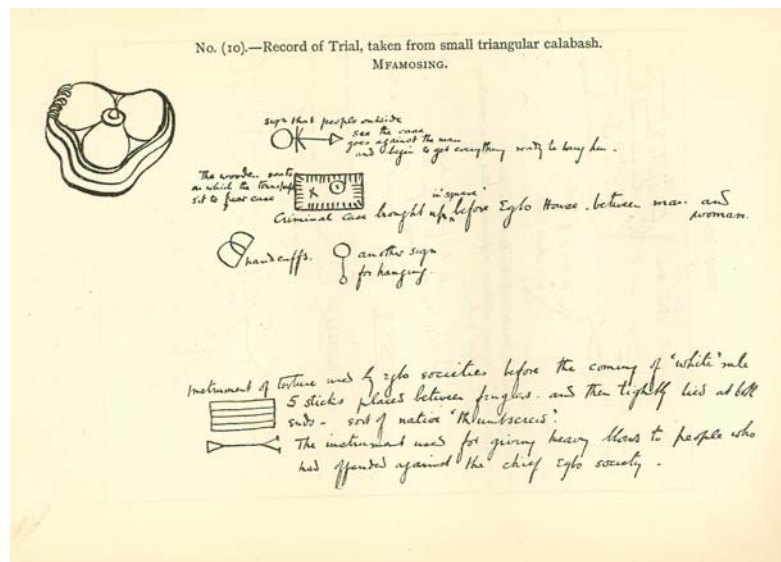 No. (10).—Record of Trial, taken from small triangular calabash.
MFAMOSING.
sign that people outside
see the case
goes against the man
and begin to get everything ready to hang him.
The wooden seats
on which the
sit to hear case
"in square"
Criminal case brought up before Egbo House. between man and
woman.
handcuffs.
another sign
for hanging.
Instrument of torture used by Egbo societies before the coming of "white" rule
5 sticks placed between fingers. and then tightly tied at both
ends – sort of native "thumbscrew".
The instrument used for giving heavy blows to people who
had offended against the chief Egbo society.